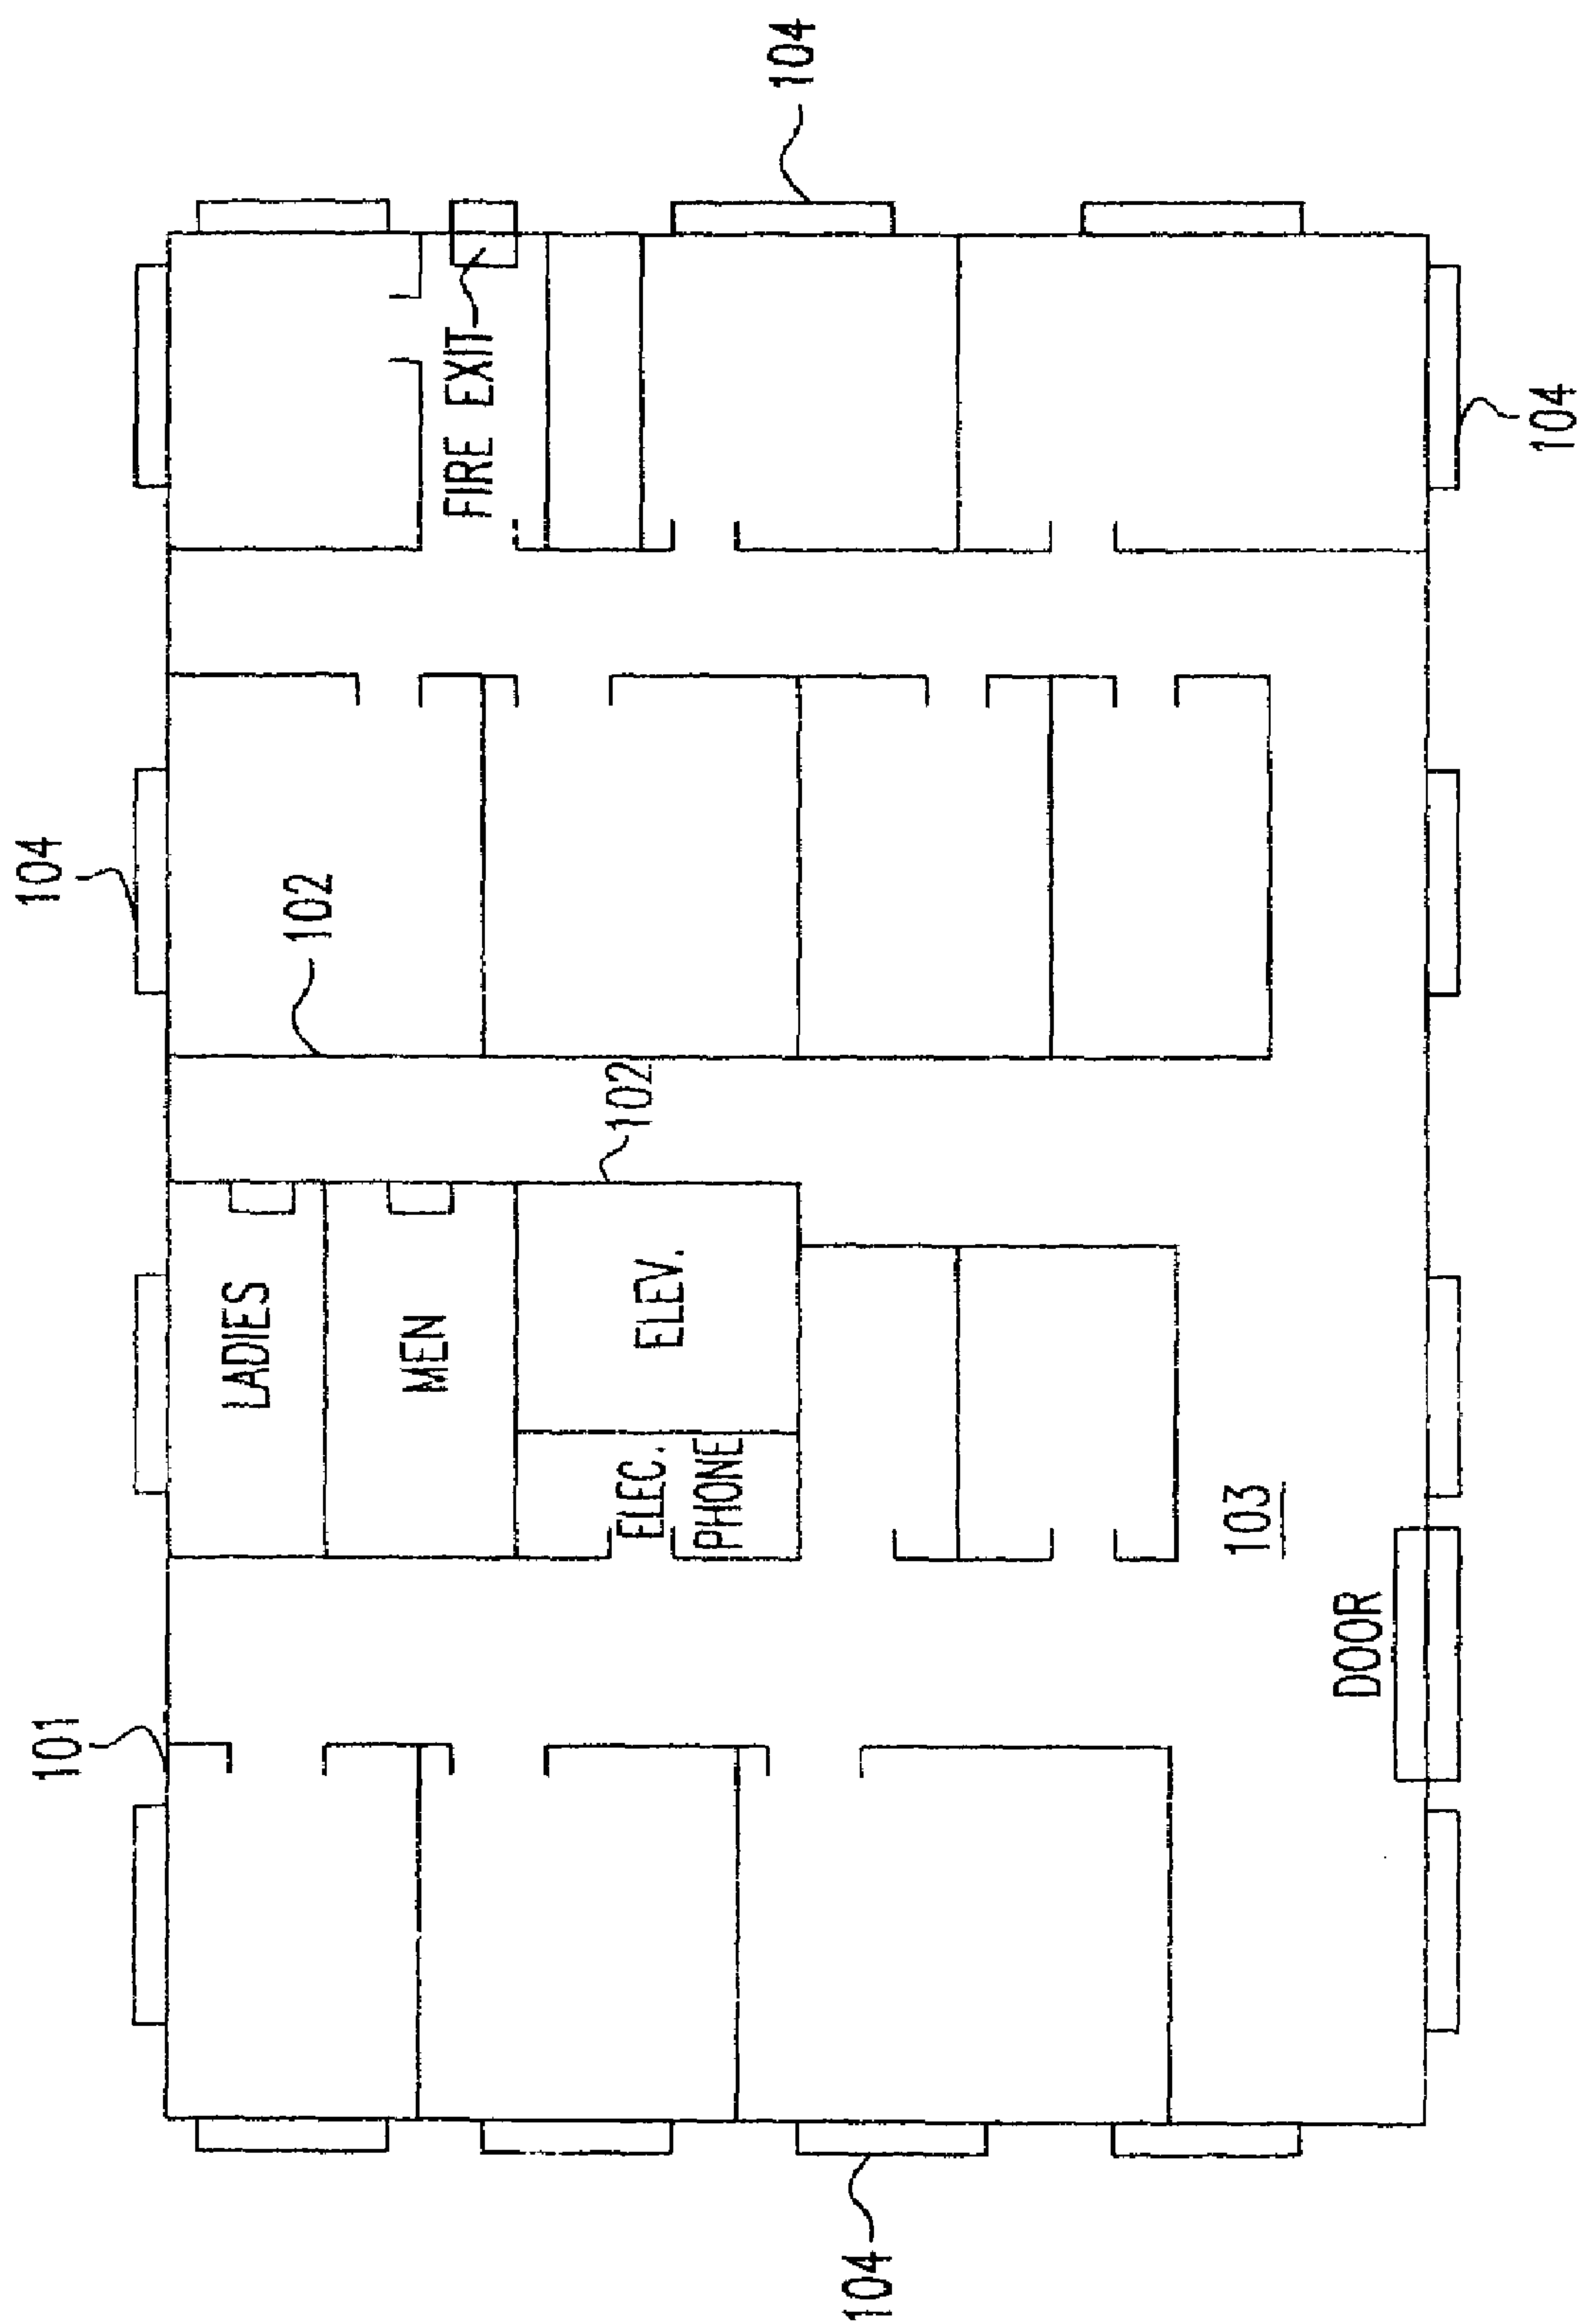 101
104
LADIES
102
MEN
FIRE EXIT
ELEC.
PHONE
ELEV.
102
104
104
103
DOOR
104